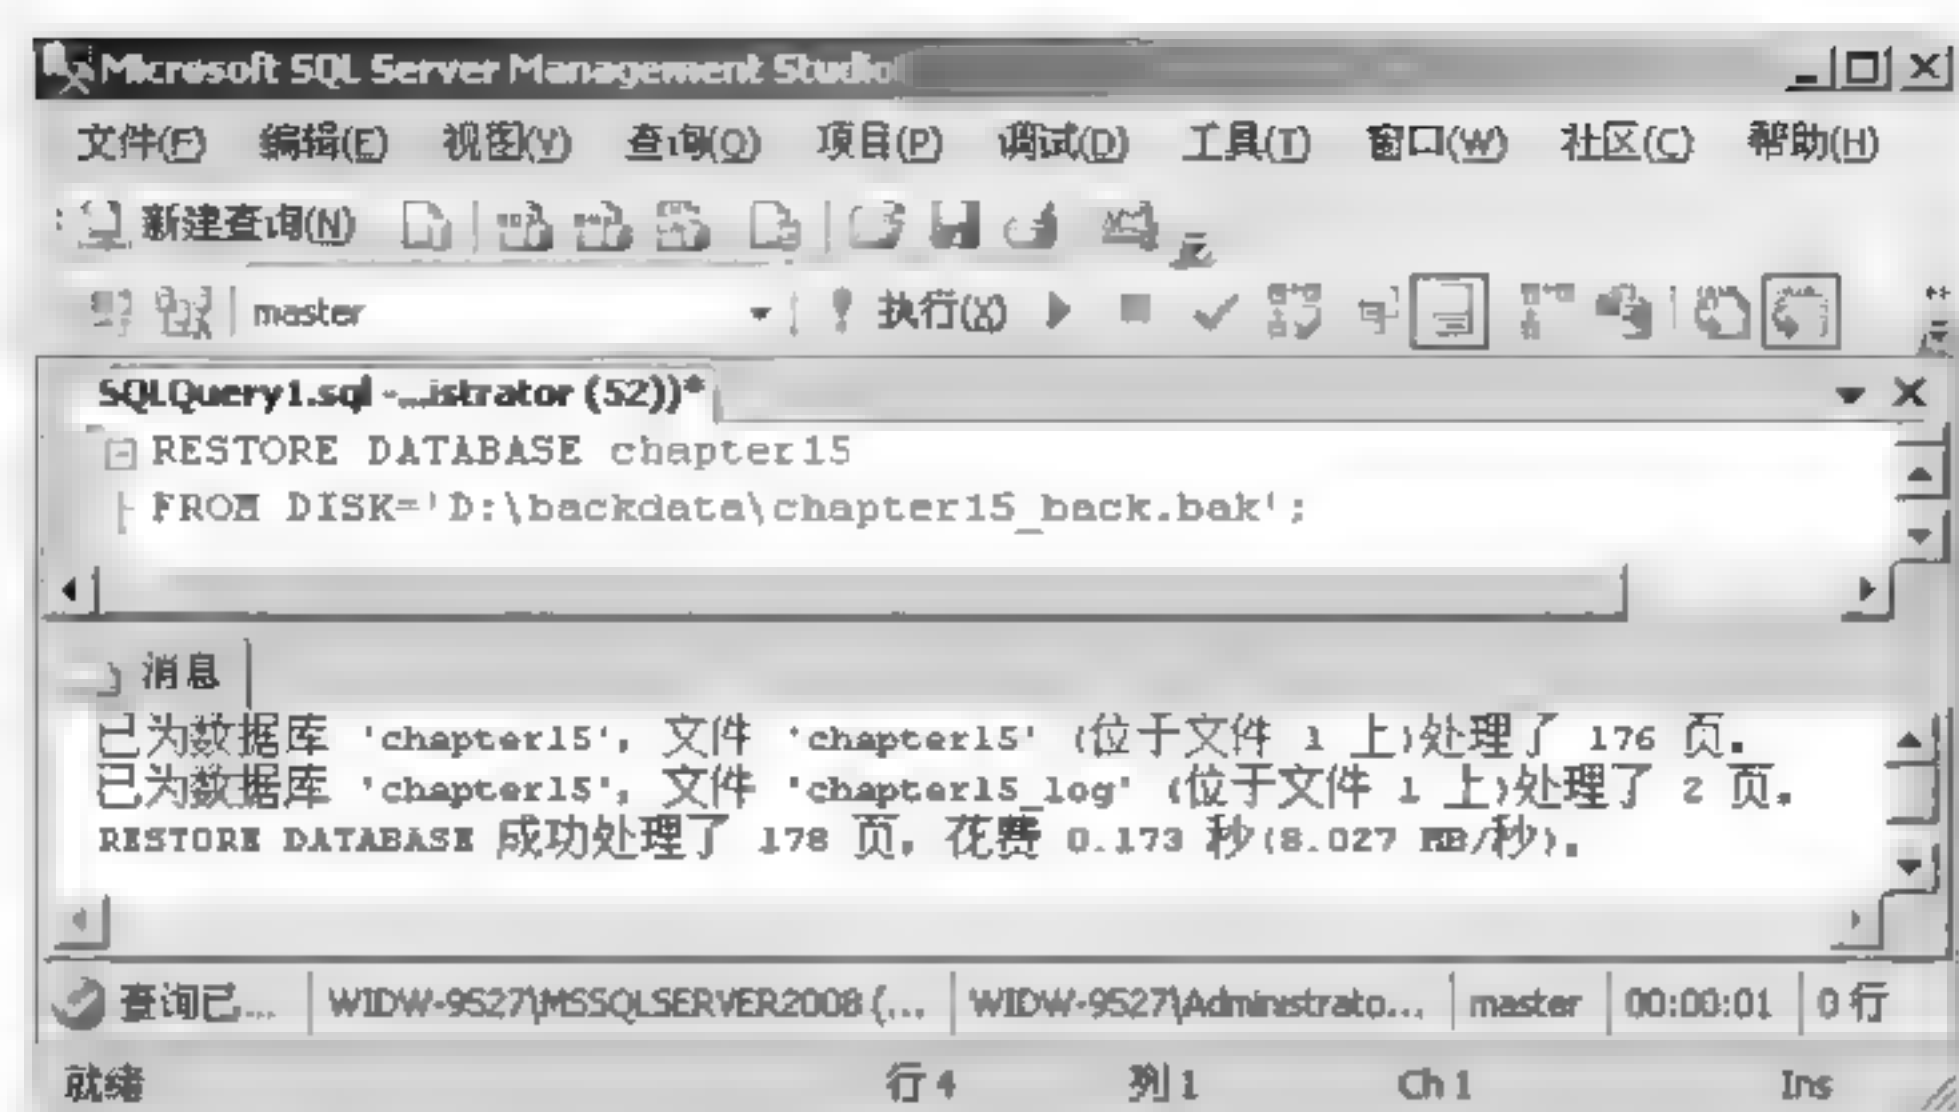 Microsoft SQL Server Management Studio
文件(F) 编辑(E) 视图(V) 查询(Q) 项目(P) 调试(D) 工具(T) 窗口(W) 社区(C) 帮助(H)
新建查询(N)
master 执行(X)
SQLQuery1.sql -...istrator (52))*
RESTORE DATABASE chapter15
FROM DISK='D:\backdata\chapter15_back.bak';
消息
已为数据库 'chapter15'，文件 'chapter15' (位于文件 1 上)处理了 176 页。
已为数据库 'chapter15'，文件 'chapter15_log' (位于文件 1 上)处理了 2 页。
RESTORE DATABASE 成功处理了 178 页，花费 0.173 秒(8.027 MB/秒)。
查询已... WIDW-9527\MSSQLSERVER2008 (... WIDW-9527\Administrato... master 00:00:01 0 行
就绪 行 4 列 1 Ch 1 Ins